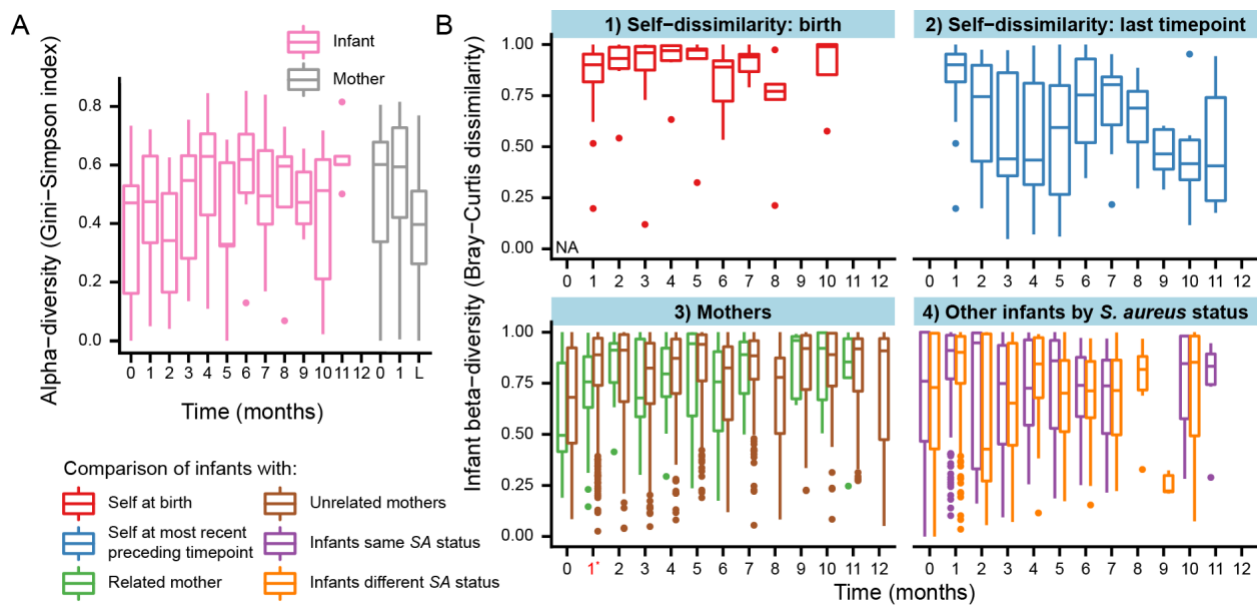 A
Infant
Mother
Alpha−diversity (Gini−Simpson index)
0.8
0.6
0.4
0.2
0.0
0 1 2 3 4 5 6 7 8 9 10 11 12 0 1 L
Time (months)
Comparison of infants with:
Self at birth
Self at most recent
preceding timepoint
Related mother
Unrelated mothers
Infants same SA status
Infants different SA status
B
Infant beta−diversity (Bray−Curtis dissimilarity)
1) Self−dissimilarity: birth
1.00
0.75
0.50
0.25
0.00
NA
0 1 2 3 4 5 6 7 8 9 10 11 12
2) Self−dissimilarity: last timepoint
0 1 2 3 4 5 6 7 8 9 10 11 12
3) Mothers
1.00
0.75
0.50
0.25
0.00
0 1* 2 3 4 5 6 7 8 9 10 11 12
4) Other infants by S. aureus status
0 1 2 3 4 5 6 7 8 9 10 11 12
Time (months)